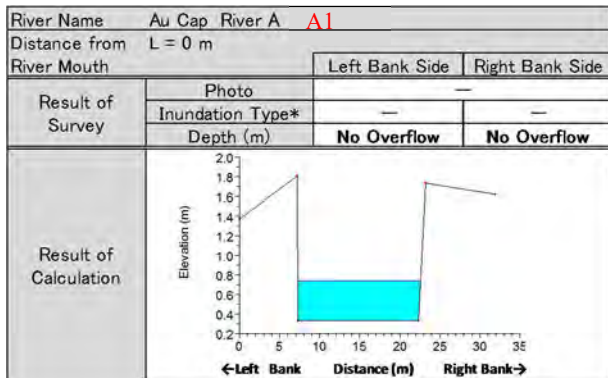 River Name Au Cap River A A1
Distance from River Mouth L = 0 m
Left Bank Side Right Bank Side
Result of Survey
Photo —
Inundation Type* — —
Depth (m) No Overflow No Overflow
Result of Calculation
Elevation (m)
2.0
1.8
1.6
1.4
1.2
1.0
0.8
0.6
0.4
0.2
0 5 10 15 20 25 30 35
←Left Bank Distance (m) Right Bank→